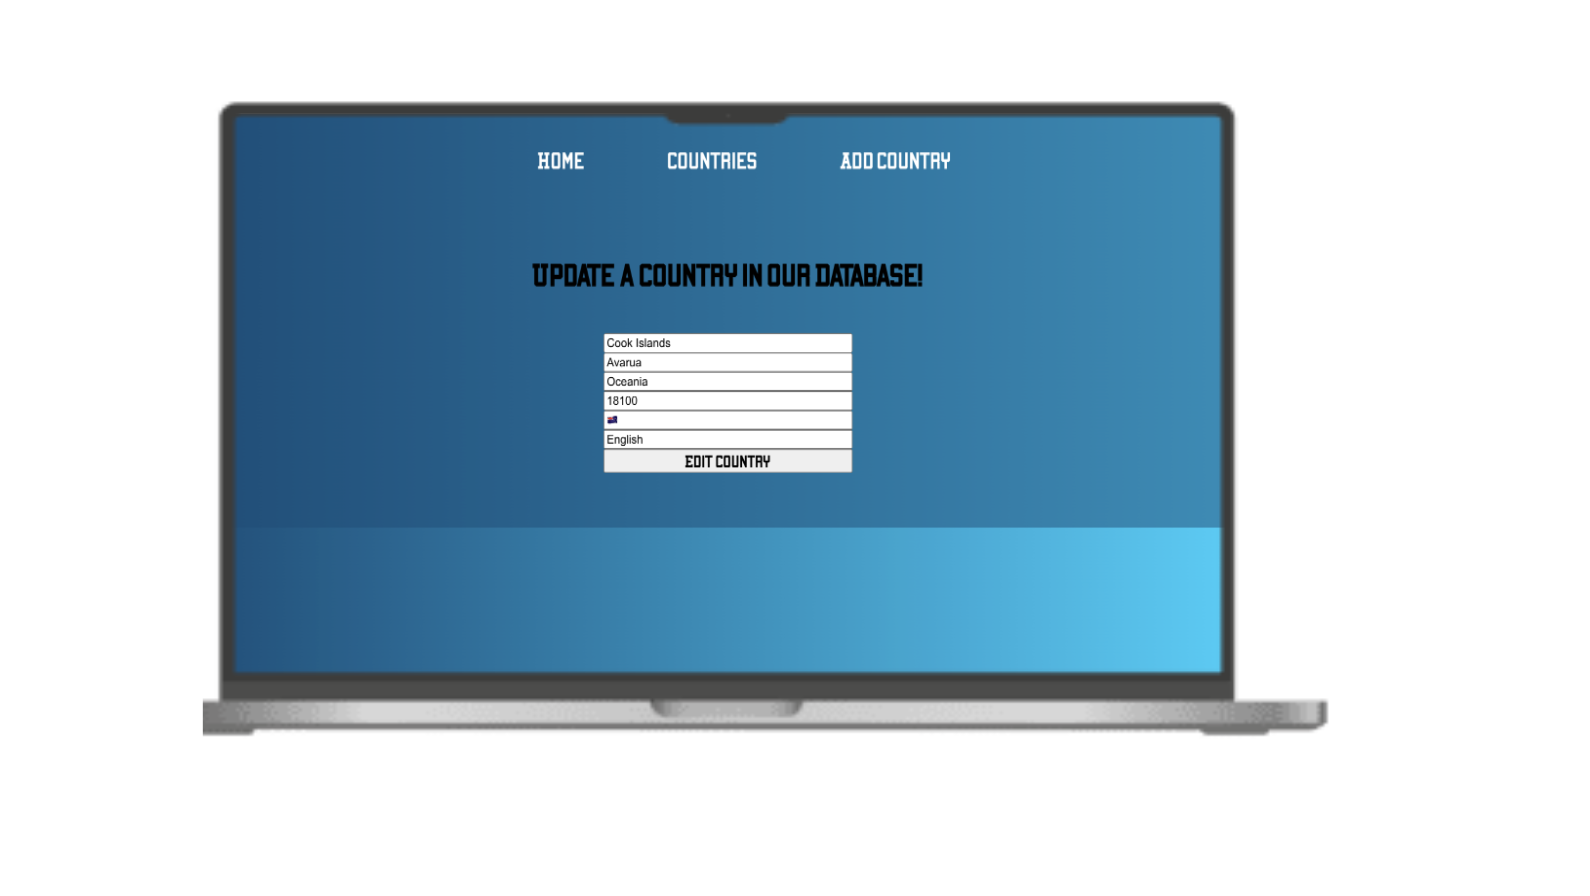 HOME COUNTRIES ADD COUNTRY
UPDATE A COUNTRY IN OUR DATABASE!
Cook Islands
Avarua
Oceania
18100
English
EDIT COUNTRY